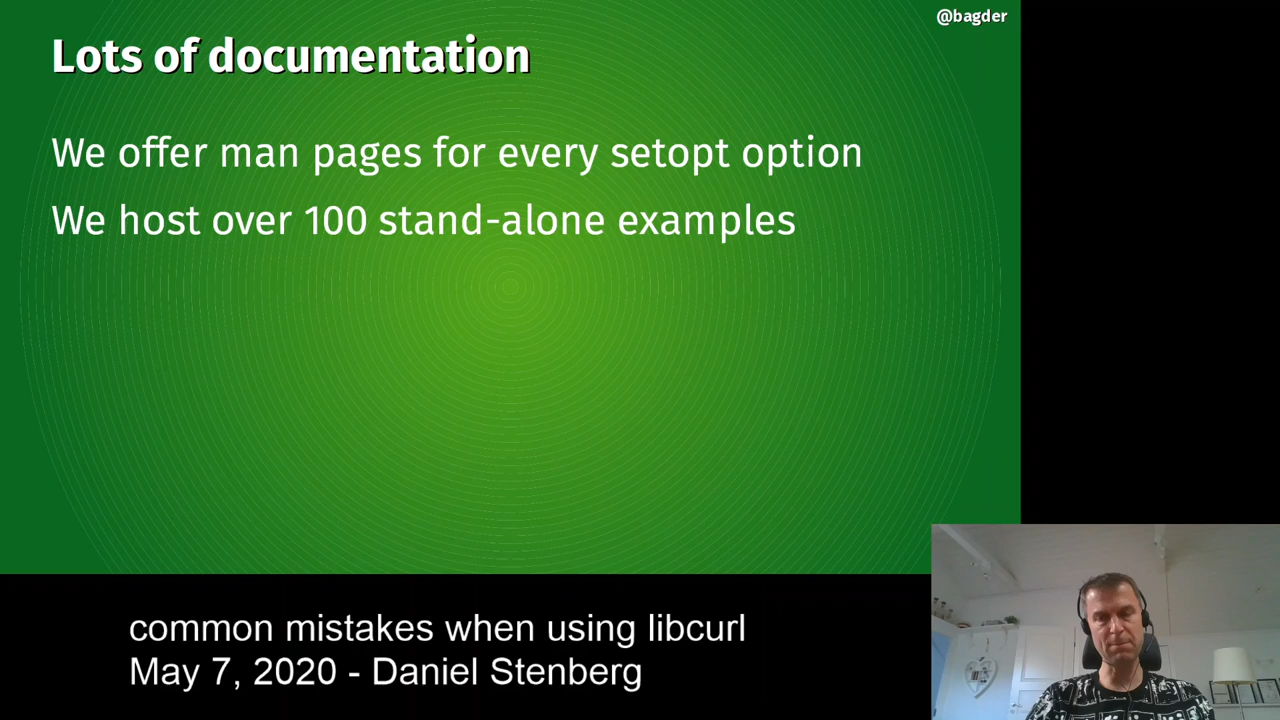 @bagder
Lots of documentation
We offer man pages for every setopt option
We host over 100 stand-alone examples
common mistakes when using libcurl
May 7, 2020 - Daniel Stenberg